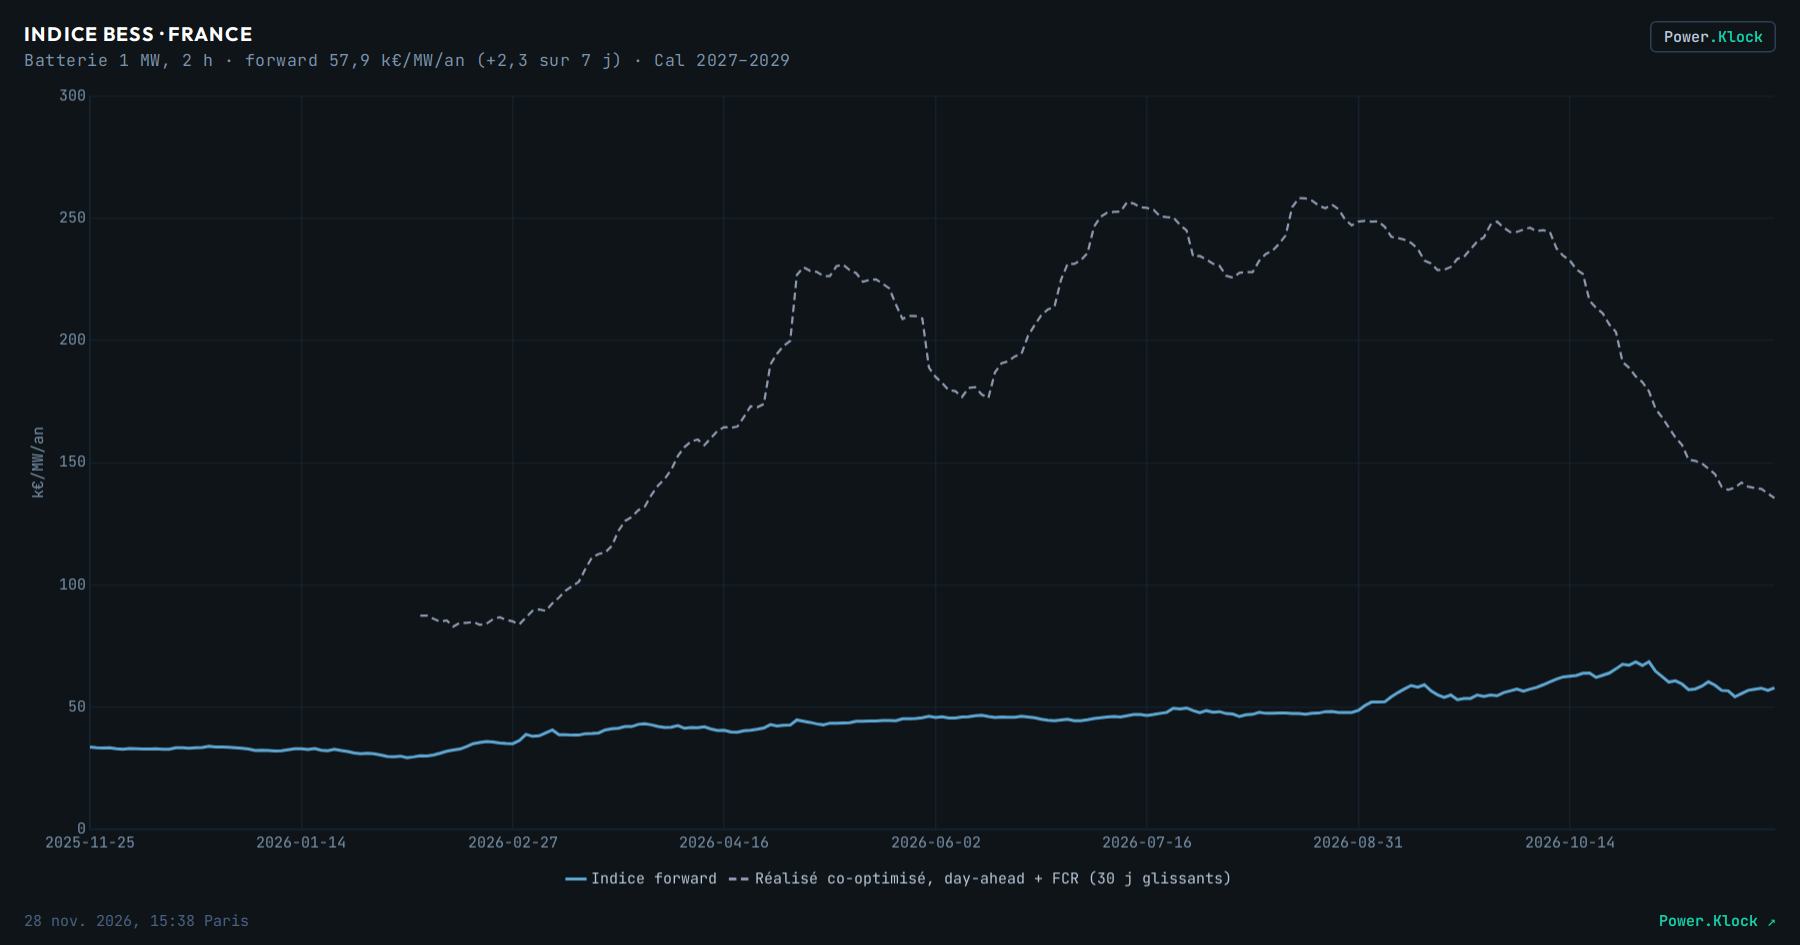 INDICE BESS · FRANCE
Batterie 1 MW, 2 h · forward 57,9 k€/MW/an (+2,3 sur 7 j) · Cal 2027–2029
Power.Klock
300
250
200
150
100
50
0
k€/MW/an
2025-11-25
2026-01-14
2026-02-27
2026-04-16
2026-06-02
2026-07-16
2026-08-31
2026-10-14
Indice forward
Réalisé co-optimisé, day-ahead + FCR (30 j glissants)
28 nov. 2026, 15:38 Paris
Power.Klock ↗